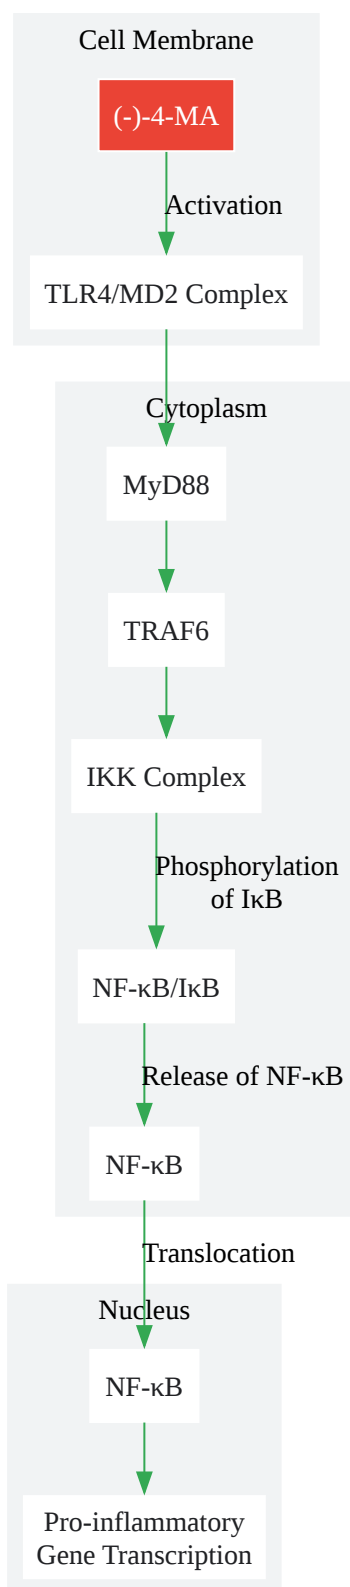 Cell Membrane
(-)-4-MA
Activation
TLR4/MD2 Complex
Cytoplasm
MyD88
TRAF6
IKK Complex
Phosphorylation
of IκB
NF-κB/IκB
Release of NF-κB
NF-κB
Translocation
Nucleus
NF-κB
Pro-inflammatory
Gene Transcription